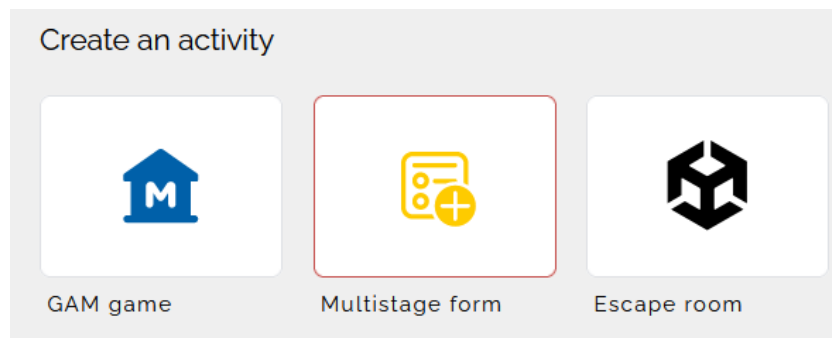 Create an activity
M
GAM game
Multistage form
Escape room